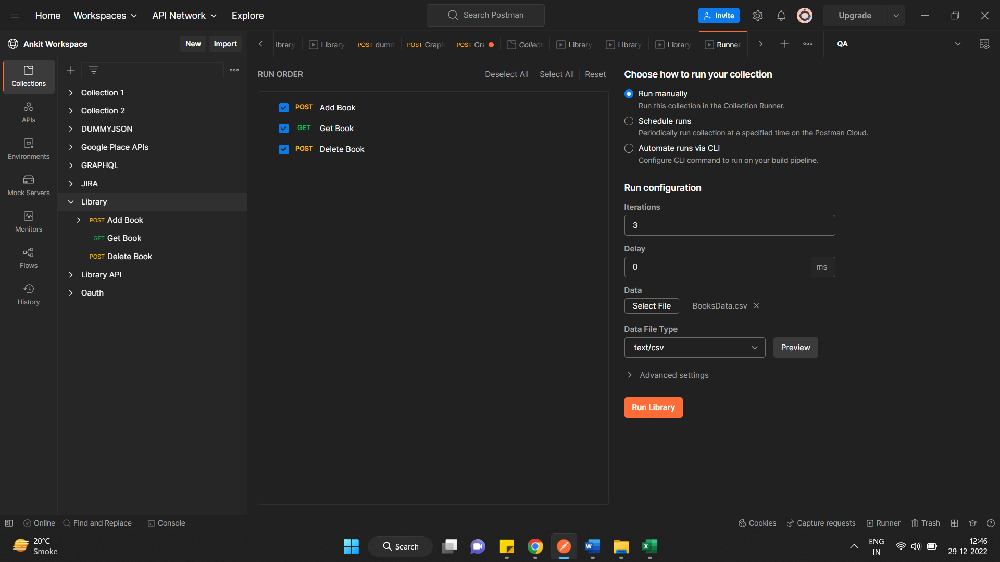 Home Workspaces API Network Explore
Search Postman
Invite
Upgrade
Ankit Workspace
New Import
Library
POST
POST
POST
Library
Library
Library
Runner
QA
Collections
APIs
Environments
Mock Servers
Monitors
Flows
History
Collection 1
Collection 2
DUMMYJSON
Google Place APIs
GRAPHQL
JIRA
Library
POST Add Book
GET Get Book
POST Delete Book
Library API
Oauth
RUN ORDER
Deselect All Select All Reset
POST Add Book
GET Get Book
POST Delete Book
Choose how to run your collection
Run manually
Run this collection in the Collection Runner.
Schedule runs
Periodically run collection at a specified time on the Postman Cloud.
Automate runs via CLI
Configure CLI command to run on your build pipeline.
Run configuration
Iterations
3
Delay
0 ms
Data
Select File BooksData.csv
Data File Type
text/csv Preview
Advanced settings
Run Library
Online Find and Replace Console
Cookies Capture requests Runner Trash
20°C
Smoke
Search
ENG
IN
12:46
29-12-2022